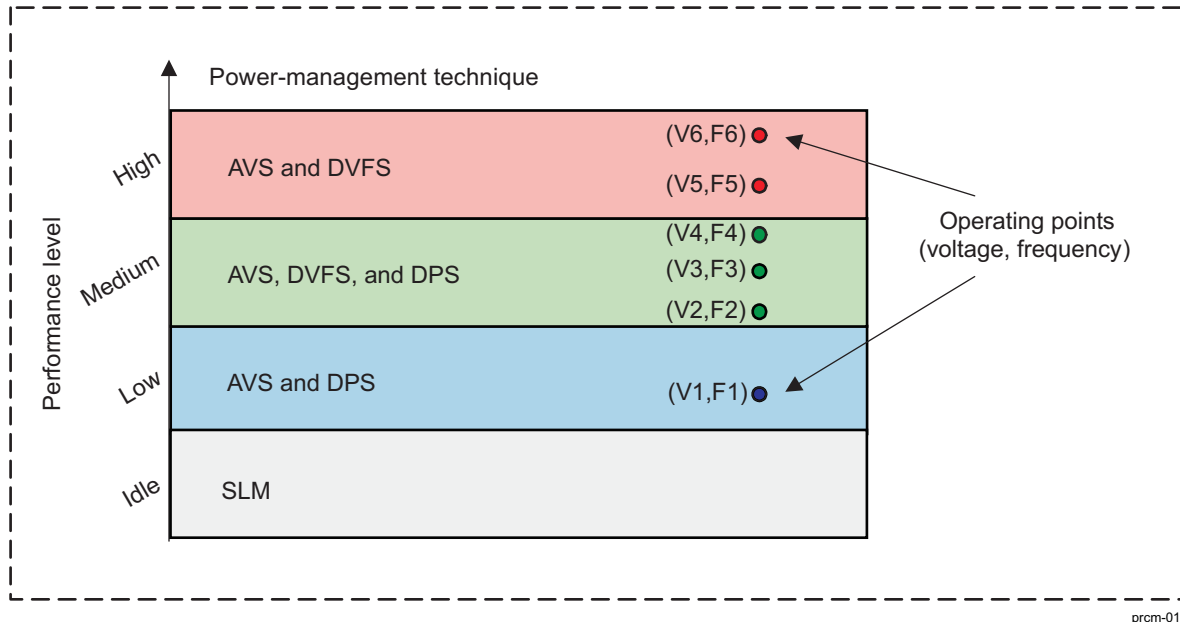 Power-management technique
Performance level
High
AVS and DVFS
(V6,F6)
(V5,F5)
Medium
AVS, DVFS, and DPS
(V4,F4)
(V3,F3)
(V2,F2)
Operating points
(voltage, frequency)
Low
AVS and DPS
(V1,F1)
Idle
SLM
prcm-01